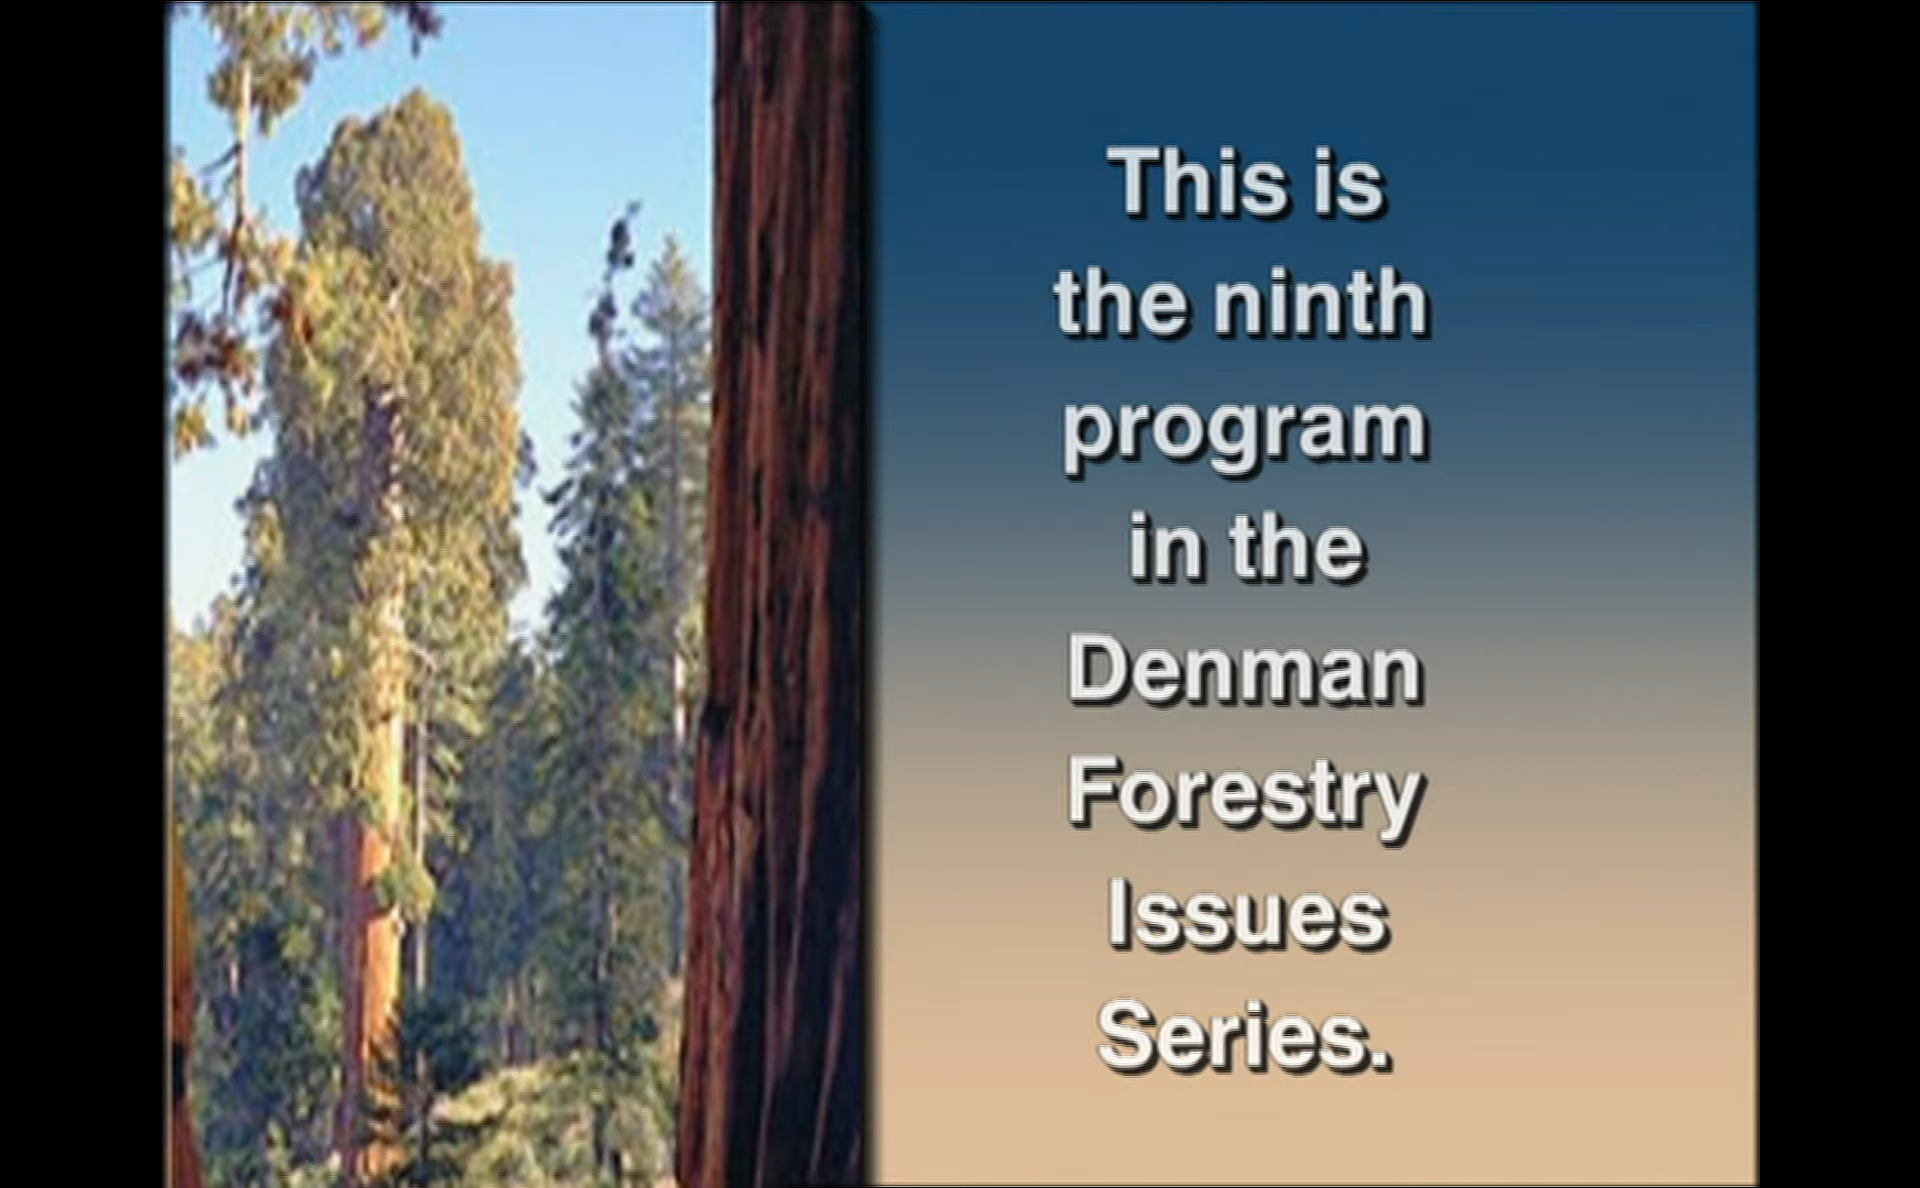 This is
the ninth
program
in the
Denman
Forestry
Issues
Series.